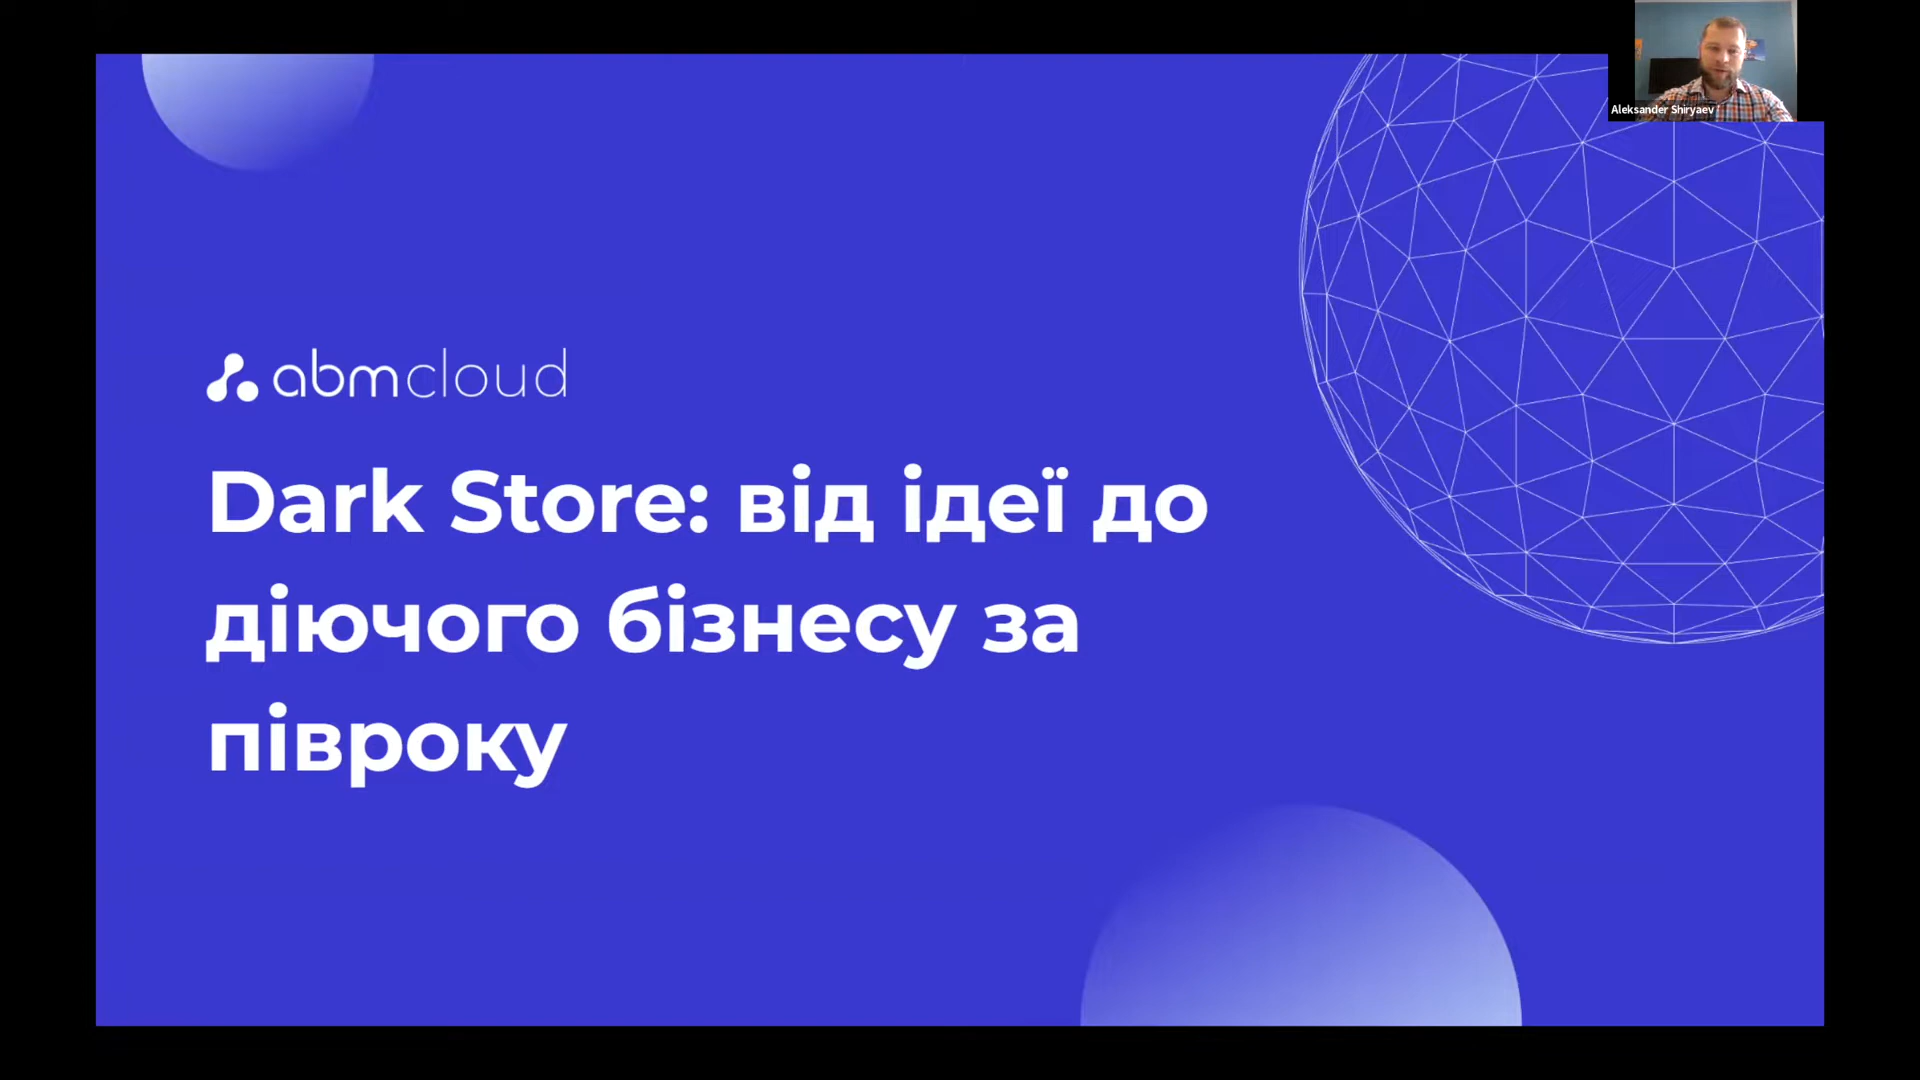 Aleksander Shiryaev
abmcloud
Dark Store: від ідеї до
діючого бізнесу за
півроку